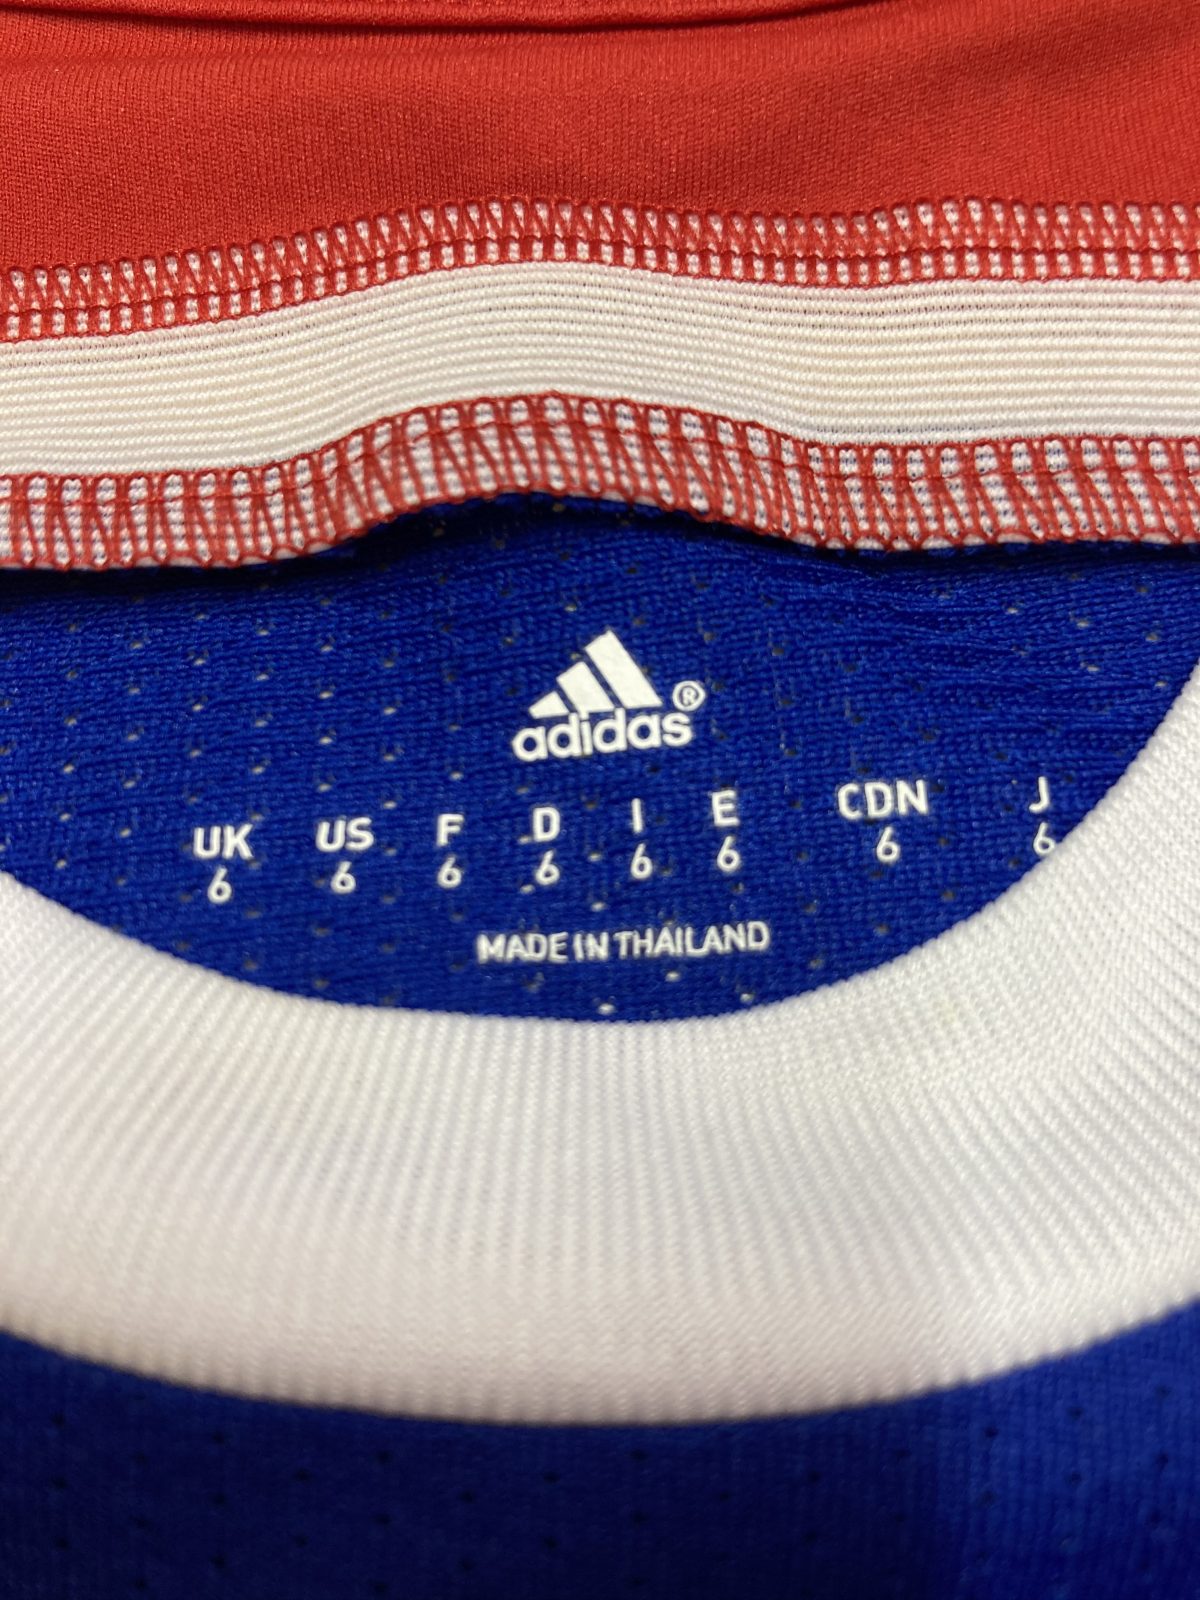 adidas®
UK US F D I E CDN J
6 6 6 6 6 6 6 6
MADE IN THAILAND